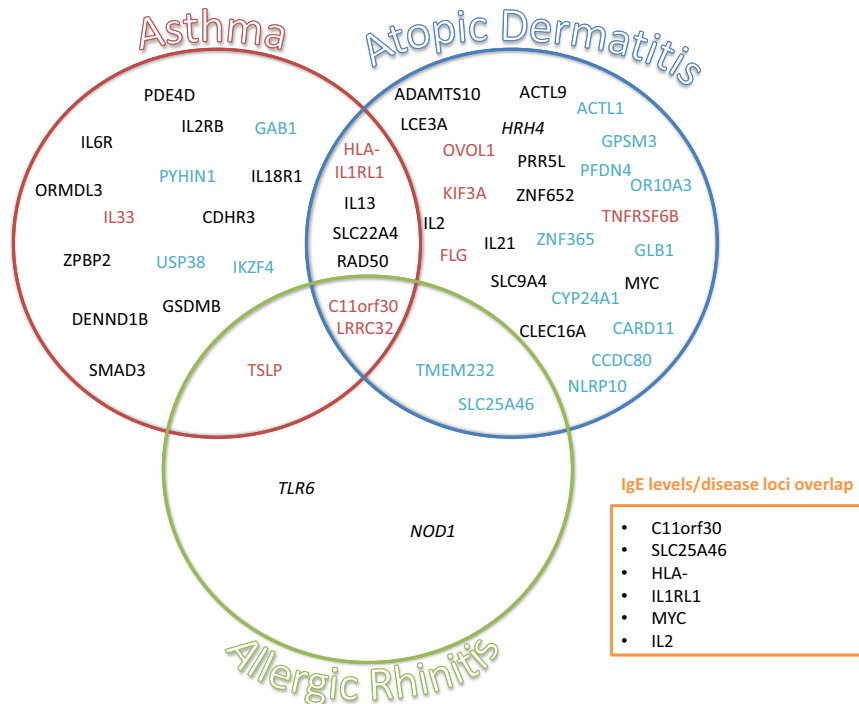 Asthma
Atopic Dermatitis
PDE4D
IL2RB
GAB1
IL6R
PYHIN1
IL18R1
ORMDL3
IL33
CDHR3
ZPBP2
USP38
IKZF4
GSDMB
DENND1B
SMAD3
HLA-
IL1RL1
IL13
SLC22A4
RAD50
C11orf30
LRRC32
TSLP
ADAMTS10
ACTL9
ACTL1
LCE3A
HRH4
GPSM3
OVOL1
PRR5L
PFDN4
OR10A3
KIF3A
ZNF652
TNFRSF6B
IL2
IL21
ZNF365
GLB1
FLG
SLC9A4
MYC
CYP24A1
CLEC16A
CARD11
CCDC80
NLRP10
TMEM232
SLC25A46
TLR6
NOD1
Allergic Rhinitis
IgE levels/disease loci overlap
• C11orf30
• SLC25A46
• HLA-
• IL1RL1
• MYC
• IL2